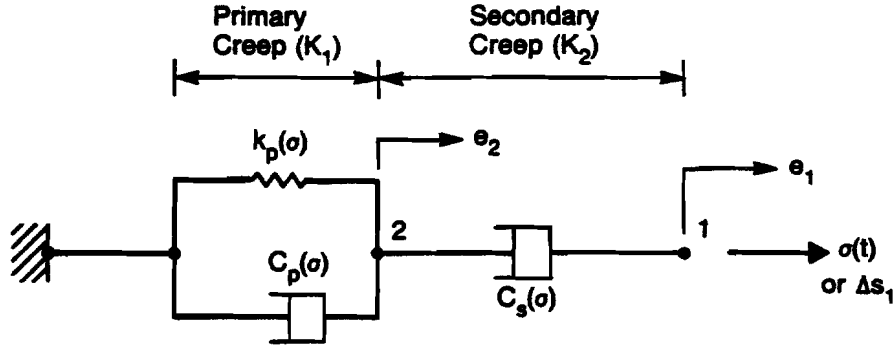 Primary
Creep (K₁)
Secondary
Creep (K₂)
kₚ(σ)
e₂
e₁
2
1
Cₚ(σ)
Cₛ(σ)
σ(t)
or Δs₁